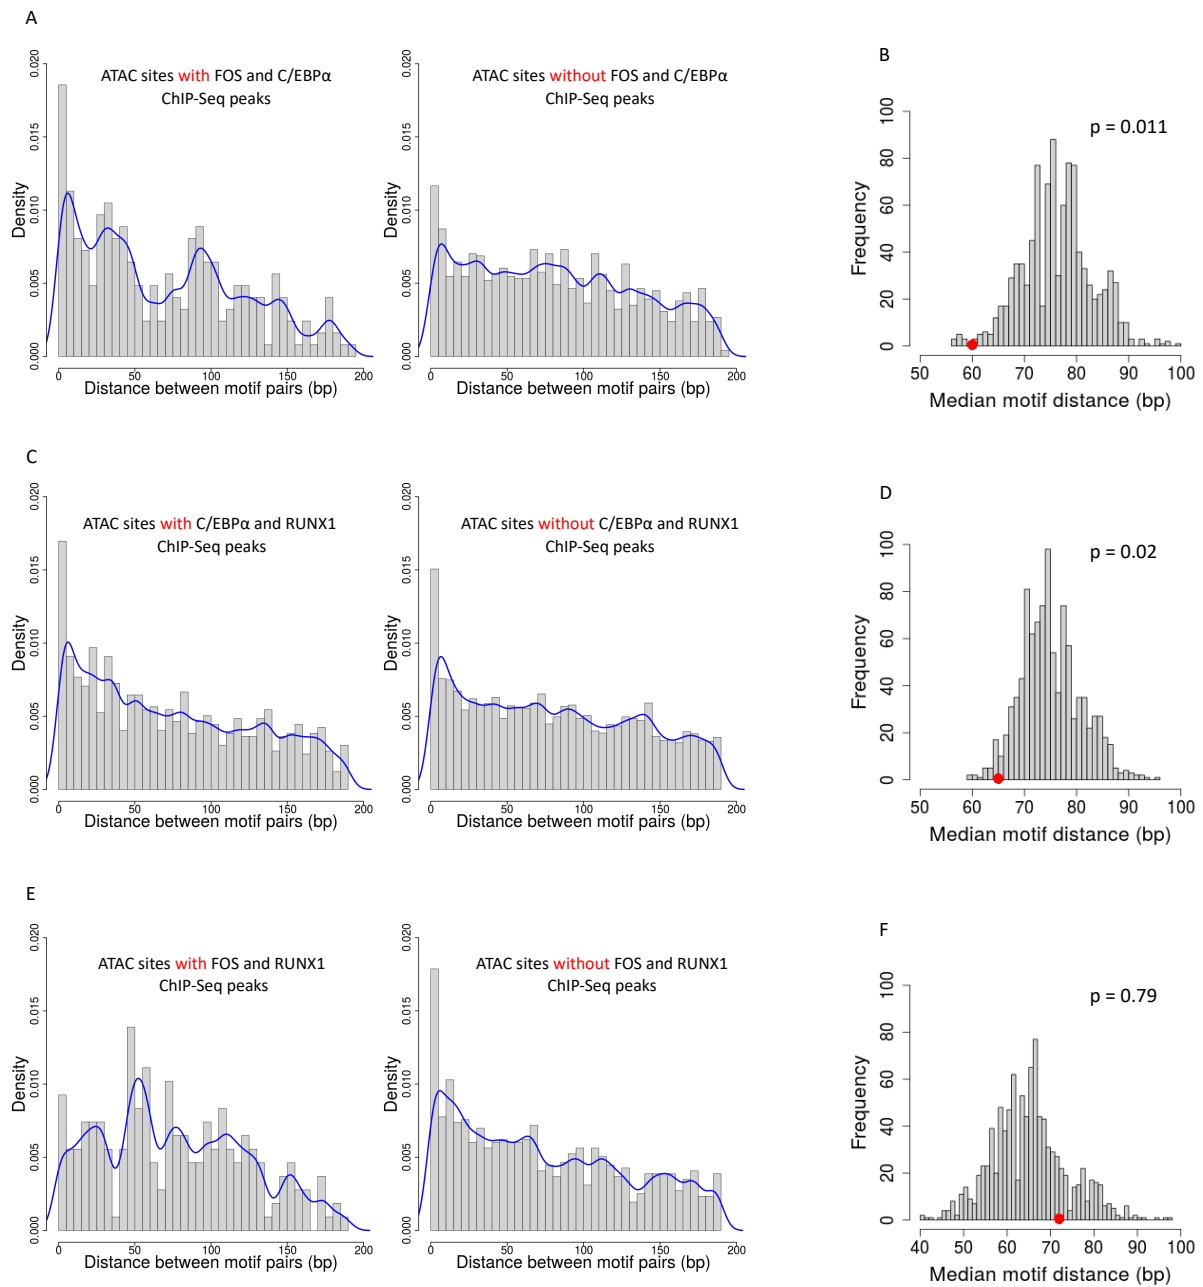 A
ATAC sites with FOS and C/EBPα
ChIP-Seq peaks
Density
0.000
0.005
0.010
0.015
0.020
0
50
100
150
200
Distance between motif pairs (bp)
ATAC sites without FOS and C/EBPα
ChIP-Seq peaks
Density
0.000
0.005
0.010
0.015
0.020
0
50
100
150
200
Distance between motif pairs (bp)
B
p = 0.011
Frequency
0
20
40
60
80
100
50
60
70
80
90
100
Median motif distance (bp)
C
ATAC sites with C/EBPα and RUNX1
ChIP-Seq peaks
Density
0.000
0.005
0.010
0.015
0.020
0
50
100
150
200
Distance between motif pairs (bp)
ATAC sites without C/EBPα and RUNX1
ChIP-Seq peaks
Density
0.000
0.005
0.010
0.015
0.020
0
50
100
150
200
Distance between motif pairs (bp)
D
p = 0.02
Frequency
0
20
40
60
80
100
50
60
70
80
90
100
Median motif distance (bp)
E
ATAC sites with FOS and RUNX1
ChIP-Seq peaks
Density
0.000
0.005
0.010
0.015
0.020
0
50
100
150
200
Distance between motif pairs (bp)
ATAC sites without FOS and RUNX1
ChIP-Seq peaks
Density
0.000
0.005
0.010
0.015
0.020
0
50
100
150
200
Distance between motif pairs (bp)
F
p = 0.79
Frequency
0
20
40
60
80
100
40
50
60
70
80
90
100
Median motif distance (bp)